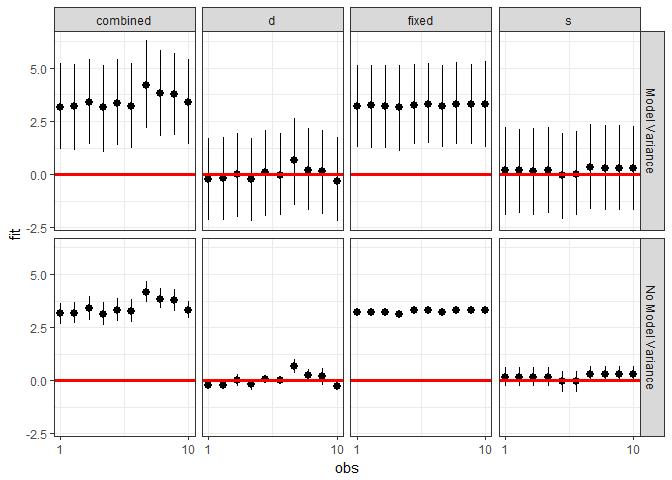 combined d fixed s
5.0
2.5
0.0
-2.5
Model Variance
5.0
2.5
0.0
-2.5
No Model Variance
fit
1 10 1 10 1 10 1 10
obs